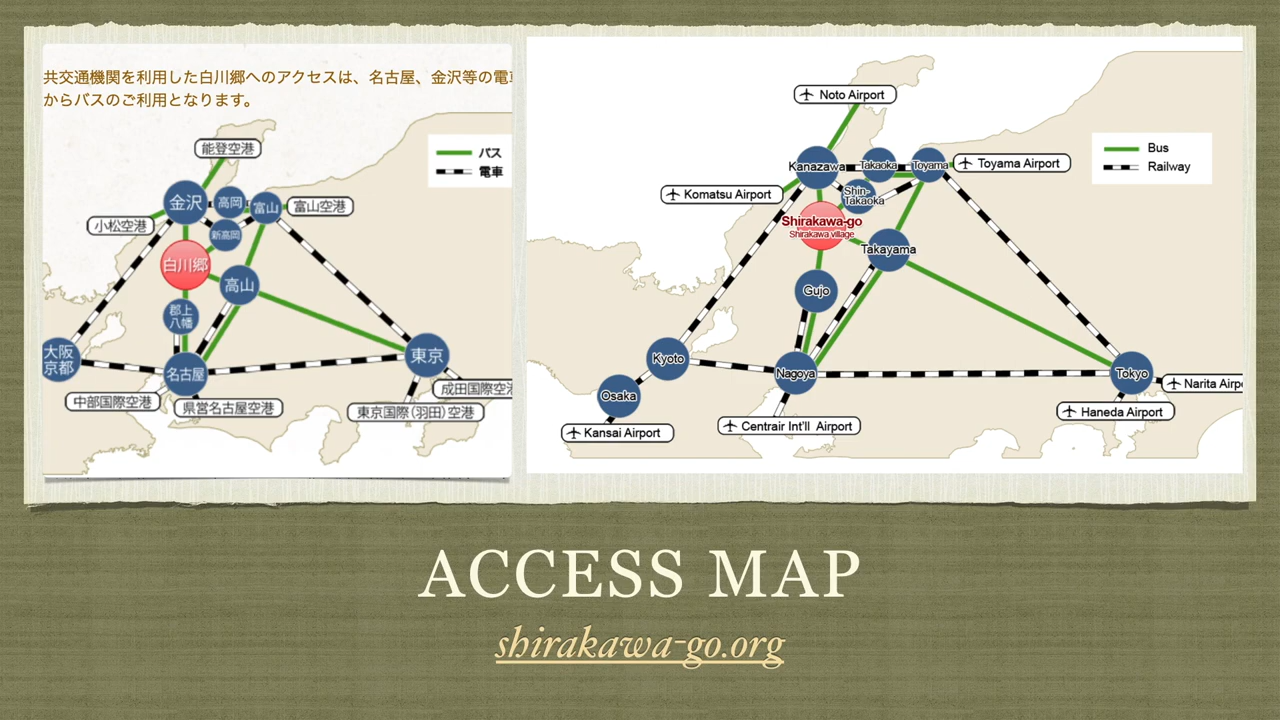 共交通機関を利用した白川郷へのアクセスは、名古屋、金沢等の電車
からバスのご利用となります。
能登空港
バス
電車
金沢
高岡
富山
富山空港
小松空港
新高岡
白川郷
高山
郡上
八幡
大阪
京都
名古屋
東京
成田国際空港
中部国際空港
県営名古屋空港
東京国際(羽田)空港
Noto Airport
Bus
Railway
Kanazawa
Takaoka
Toyama
Toyama Airport
Komatsu Airport
Shin-
Takaoka
Shirakawa-go
Shirakawa village
Takayama
Gujo
Kyoto
Nagoya
Tokyo
Narita Airpo
Osaka
Haneda Airport
Kansai Airport
Centrair Int'll Airport
ACCESS MAP
shirakawa-go.org